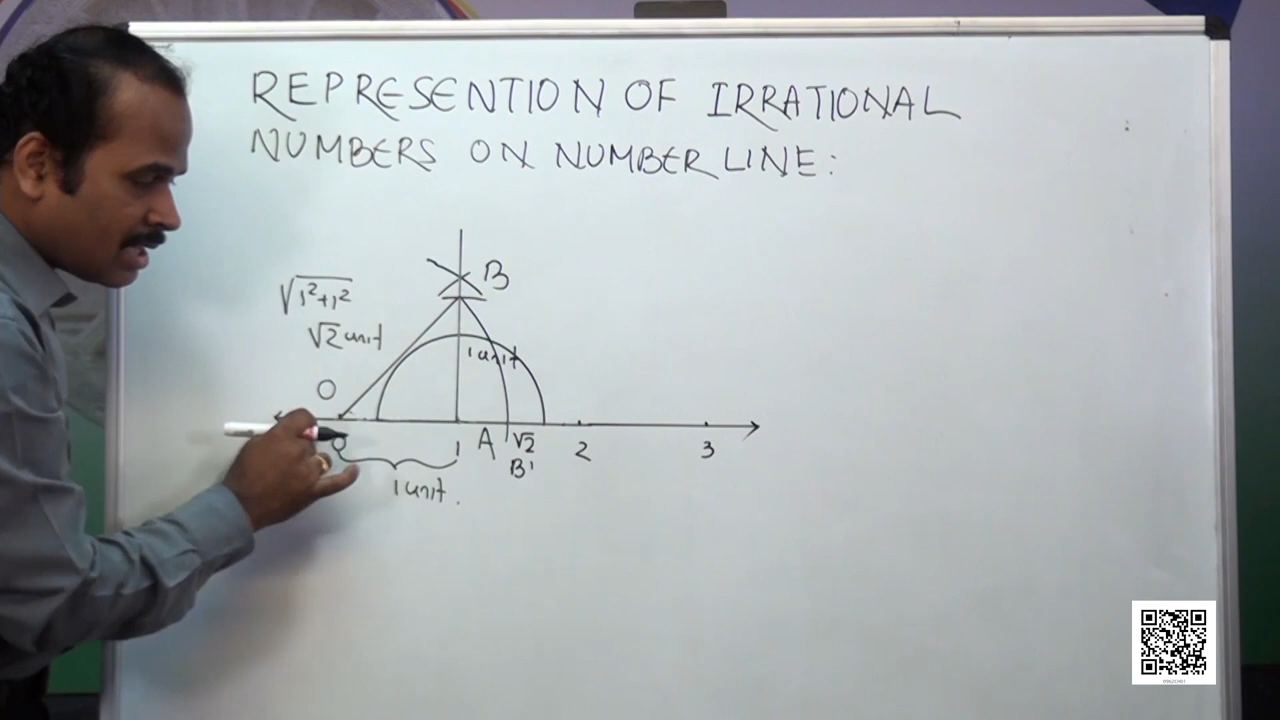 REPRESENTION OF IRRATIONAL
NUMBERS ON NUMBER LINE:
B
√1²+1²
√2 unit
1 unit
O
0
1
A
√2
2
3
B'
1 unit.